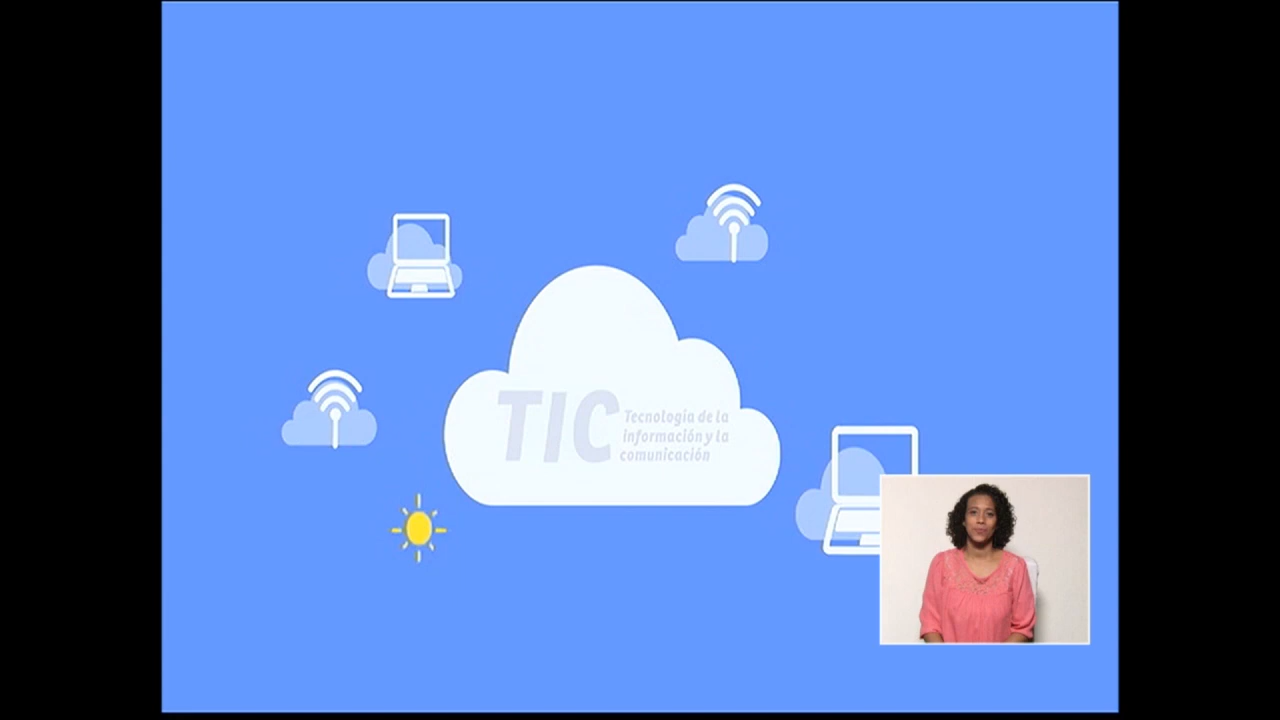 TIC
Tecnología de la
información y la
comunicación